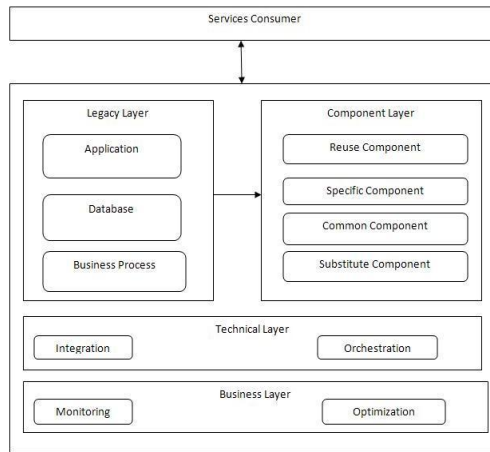 Services Consumer
Legacy Layer
Application
Database
Business Process
Component Layer
Reuse Component
Specific Component
Common Component
Substitute Component
Technical Layer
Integration
Orchestration
Business Layer
Monitoring
Optimization